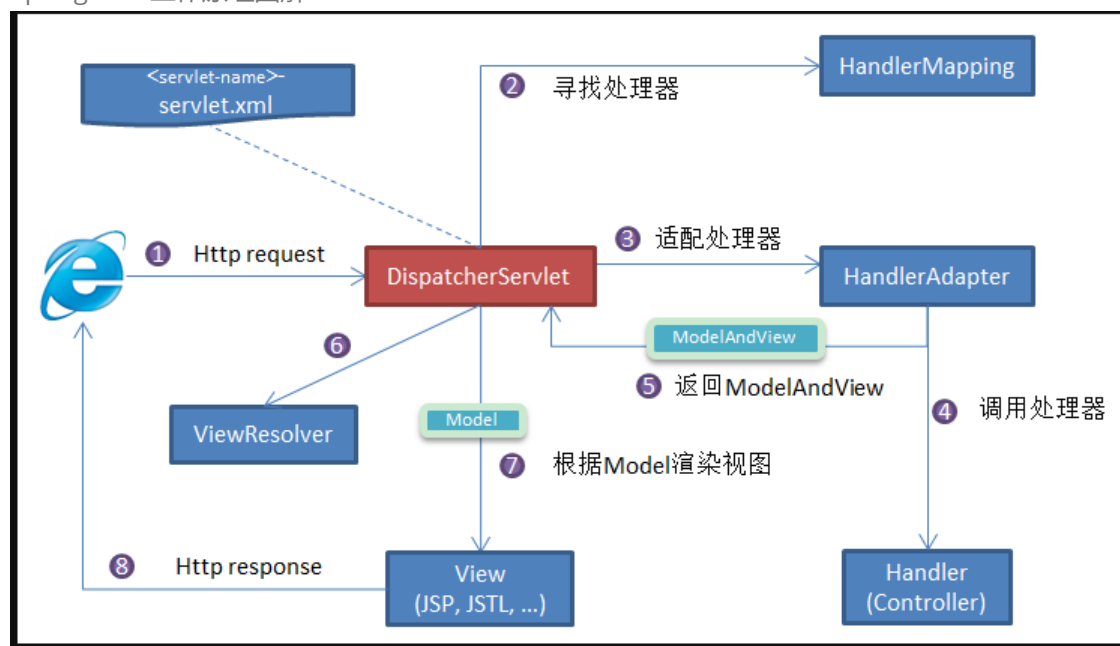 <servlet-name>-
servlet.xml
② 寻找处理器
HandlerMapping
① Http request
DispatcherServlet
③ 适配处理器
HandlerAdapter
ModelAndView
⑤ 返回ModelAndView
④ 调用处理器
⑥
ViewResolver
Model
⑦ 根据Model渲染视图
⑧ Http response
View
(JSP, JSTL, ...)
Handler
(Controller)